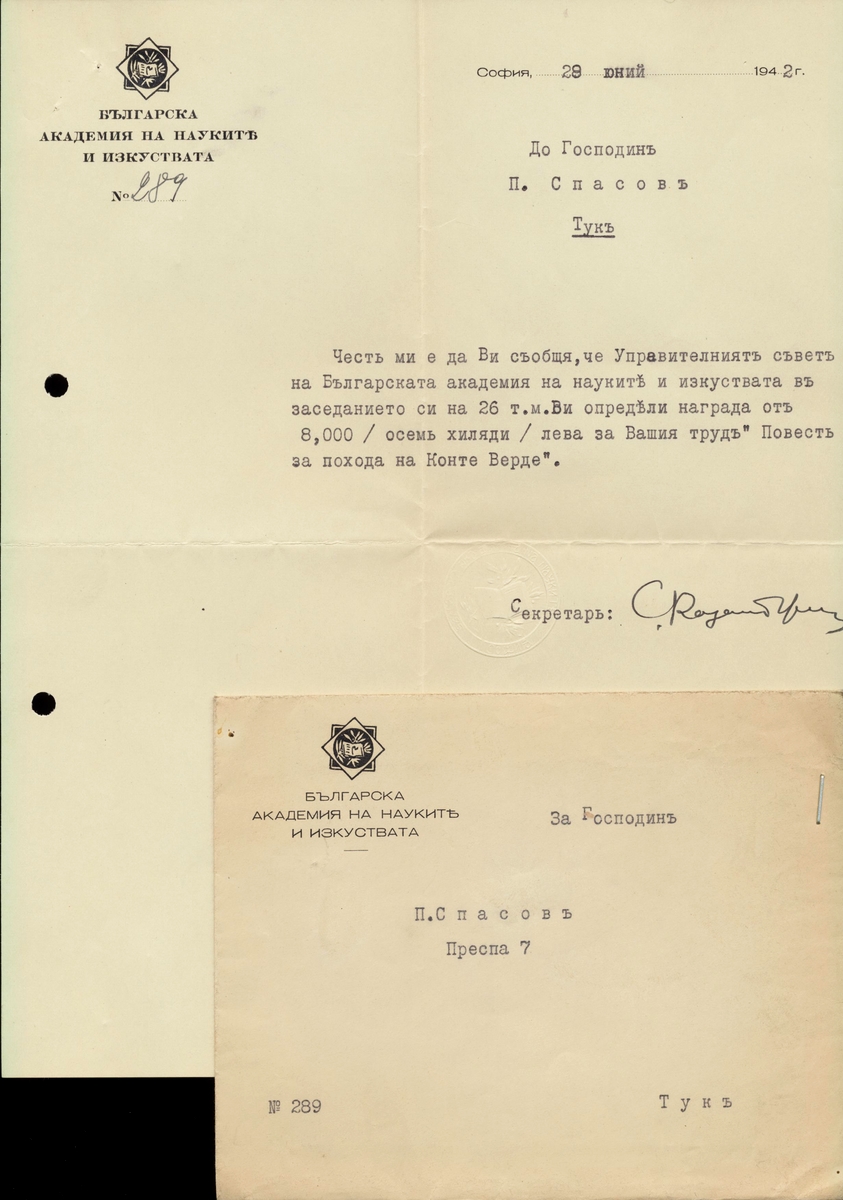 БЪЛГАРСКА
АКАДЕМИЯ НА НАУКИТѢ
И ИЗКУСТВАТА
№ 289
София, 29 юний 1942 г.
До Господинъ
П. Спасовъ
Тукъ
Честь ми е да Ви съобщя,че Управителниятъ съветъ
на Българската академия на наукитѣ и изкуствата въ
заседанието си на 26 т.м.Ви опредѣли награда отъ
8,000 / осемь хиляди / лева за Вашия трудъ" Повесть
за похода на Конте Верде".
Секретарь:
БЪЛГАРСКА
АКАДЕМИЯ НА НАУКИТѢ
И ИЗКУСТВАТА
За Господинъ
П.Спасовъ
Преспа 7
№ 289
Тукъ